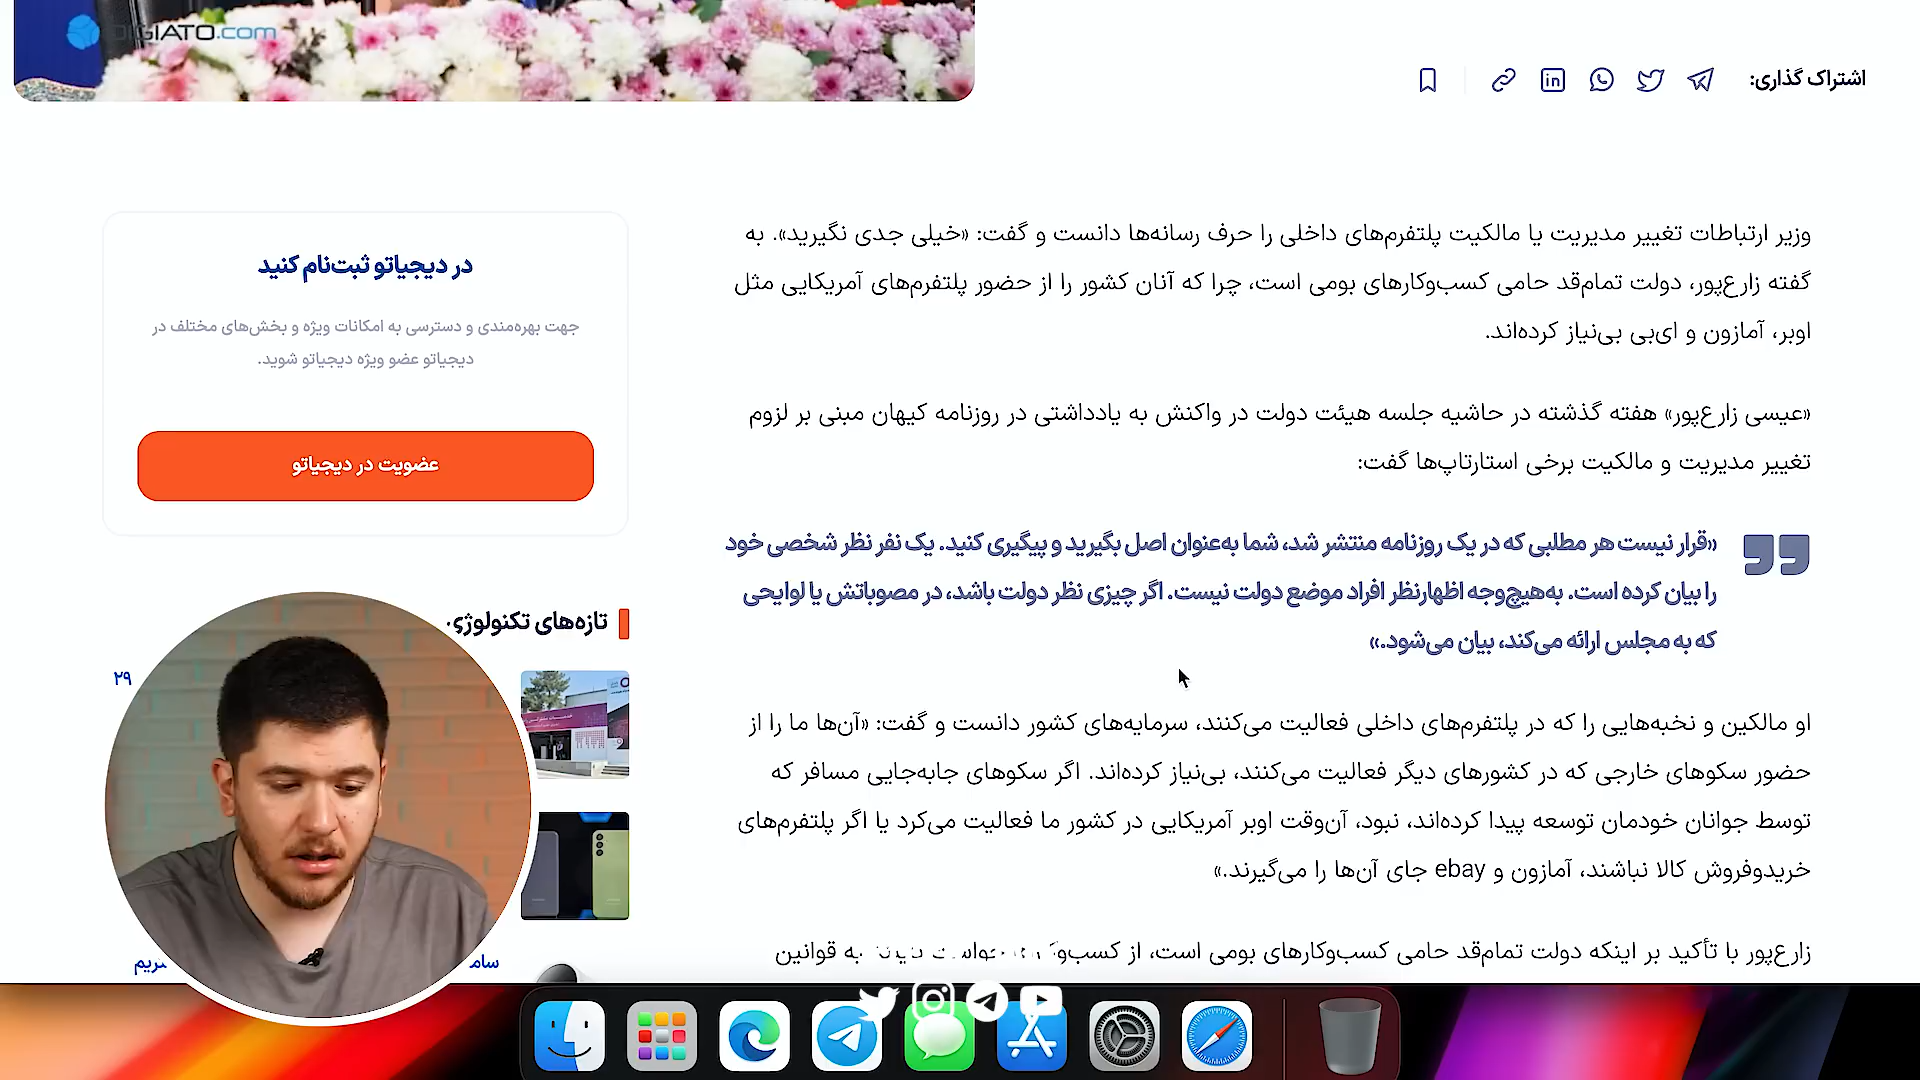 DIGIATO.com
اشتراک گذاری:
وزیر ارتباطات تغییر مدیریت یا مالکیت پلتفرم‌های داخلی را حرف رسانه‌ها دانست و گفت: «خیلی جدی نگیرید». به
گفته زارع‌پور، دولت تمام‌قد حامی کسب‌وکارهای بومی است، چرا که آنان کشور را از حضور پلتفرم‌های آمریکایی مثل
اوبر، آمازون و ای‌بی بی‌نیاز کرده‌اند.
«عیسی زارع‌پور» هفته گذشته در حاشیه جلسه هیئت دولت در واکنش به یادداشتی در روزنامه کیهان مبنی بر لزوم
تغییر مدیریت و مالکیت برخی استارتاپ‌ها گفت:
«قرار نیست هر مطلبی که در یک روزنامه منتشر شد، شما به‌عنوان اصل بگیرید و پیگیری کنید. یک نفر نظر شخصی خود
را بیان کرده است. به‌هیچ‌وجه اظهارنظر افراد موضع دولت نیست. اگر چیزی نظر دولت باشد، در مصوباتش یا لوایحی
که به مجلس ارائه می‌کند، بیان می‌شود.»
او مالکین و نخبه‌هایی را که در پلتفرم‌های داخلی فعالیت می‌کنند، سرمایه‌های کشور دانست و گفت: «آن‌ها ما را از
حضور سکوهای خارجی که در کشورهای دیگر فعالیت می‌کنند، بی‌نیاز کرده‌اند. اگر سکوهای جابه‌جایی مسافر که
توسط جوانان خودمان توسعه پیدا کرده‌اند، نبود، آن‌وقت اوبر آمریکایی در کشور ما فعالیت می‌کرد یا اگر پلتفرم‌های
خریدوفروش کالا نباشند، آمازون و ebay جای آن‌ها را می‌گیرند.»
زارع‌پور با تأکید بر اینکه دولت تمام‌قد حامی کسب‌وکارهای بومی است، از به قوانین
در دیجیاتو ثبت‌نام کنید
جهت بهره‌مندی و دسترسی به امکانات ویژه و بخش‌های مختلف در
دیجیاتو عضو ویژه دیجیاتو شوید.
عضویت در دیجیاتو
تازه‌های تکنولوژی
۲۹